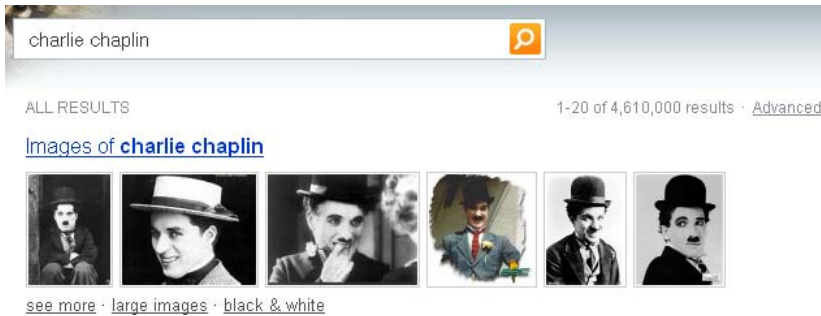 charlie chaplin
ALL RESULTS 1-20 of 4,610,000 results · Advanced
Images of charlie chaplin
see more · large images · black & white